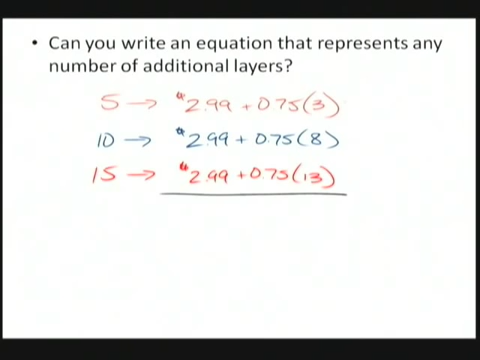 • Can you write an equation that represents any
number of additional layers?
5 → $2.99 + 0.75(3)
10 → $2.99 + 0.75(8)
15 → $2.99 + 0.75(13)